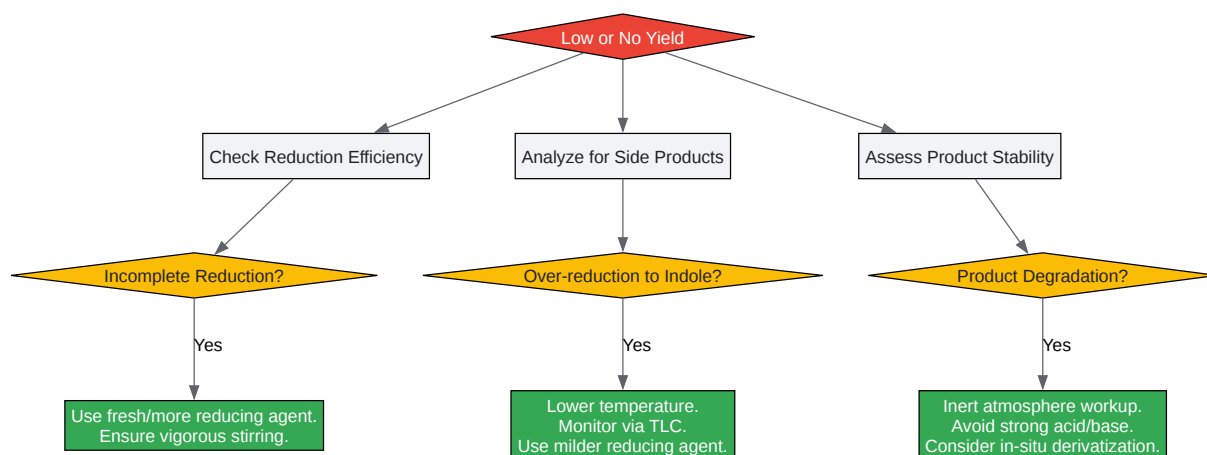 Low or No Yield
Check Reduction Efficiency
Analyze for Side Products
Assess Product Stability
Incomplete Reduction?
Over-reduction to Indole?
Product Degradation?
Yes
Yes
Yes
Use fresh/more reducing agent.
Ensure vigorous stirring.
Lower temperature.
Monitor via TLC.
Use milder reducing agent.
Inert atmosphere workup.
Avoid strong acid/base.
Consider in-situ derivatization.